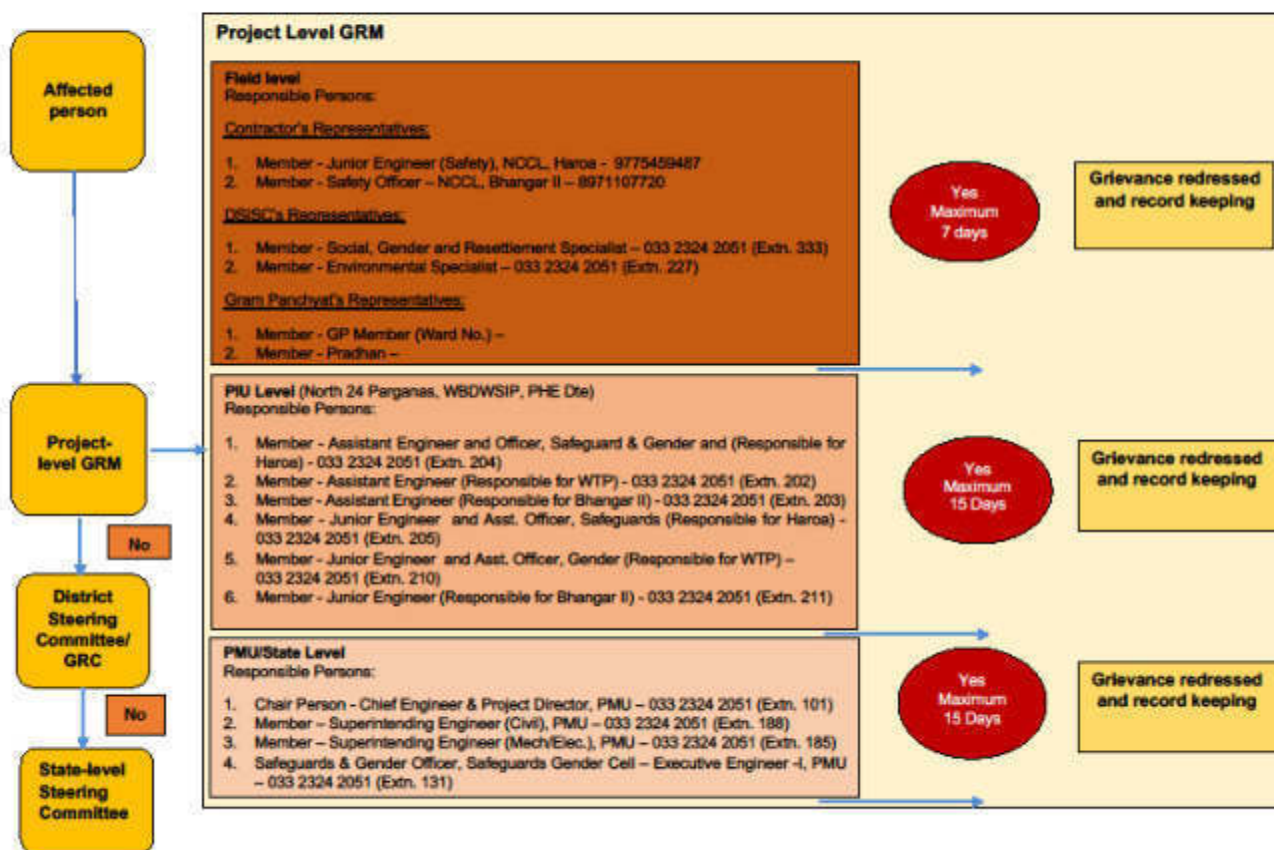 Affected
person
Project-
level GRM
No
District
Steering
Committee/
GRC
No
State-level
Steering
Committee
Project Level GRM
Field level
Responsible Persons:
Contractor's Representatives:
1. Member - Junior Engineer (Safety), NCCL, Haroa - 9775459487
2. Member - Safety Officer – NCCL, Bhangar II – 8971107720
DSISC's Representatives:
1. Member - Social, Gender and Resettlement Specialist – 033 2324 2051 (Extn. 333)
2. Member - Environmental Specialist – 033 2324 2051 (Extn. 227)
Gram Panchyat's Representatives:
1. Member - GP Member (Ward No.) –
2. Member - Pradhan –
Yes
Maximum
7 days
Grievance redressed
and record keeping
PIU Level (North 24 Parganas, WBDWSIP, PHE Dte)
Responsible Persons:
1. Member - Assistant Engineer and Officer, Safeguard & Gender and (Responsible for
Haroa) - 033 2324 2051 (Extn. 204)
2. Member - Assistant Engineer (Responsible for WTP) - 033 2324 2051 (Extn. 202)
3. Member - Assistant Engineer (Responsible for Bhangar II) - 033 2324 2051 (Extn. 203)
4. Member - Junior Engineer and Asst. Officer, Safeguards (Responsible for Haroa) -
033 2324 2051 (Extn. 205)
5. Member - Junior Engineer and Asst. Officer, Gender (Responsible for WTP) –
033 2324 2051 (Extn. 210)
6. Member - Junior Engineer (Responsible for Bhangar II) - 033 2324 2051 (Extn. 211)
Yes
Maximum
15 Days
Grievance redressed
and record keeping
PMU/State Level
Responsible Persons:
1. Chair Person - Chief Engineer & Project Director, PMU – 033 2324 2051 (Extn. 101)
2. Member – Superintending Engineer (Civil), PMU – 033 2324 2051 (Extn. 188)
3. Member – Superintending Engineer (Mech/Elec.), PMU – 033 2324 2051 (Extn. 185)
4. Safeguards & Gender Officer, Safeguards Gender Cell – Executive Engineer -I, PMU
– 033 2324 2051 (Extn. 131)
Yes
Maximum
15 Days
Grievance redressed
and record keeping